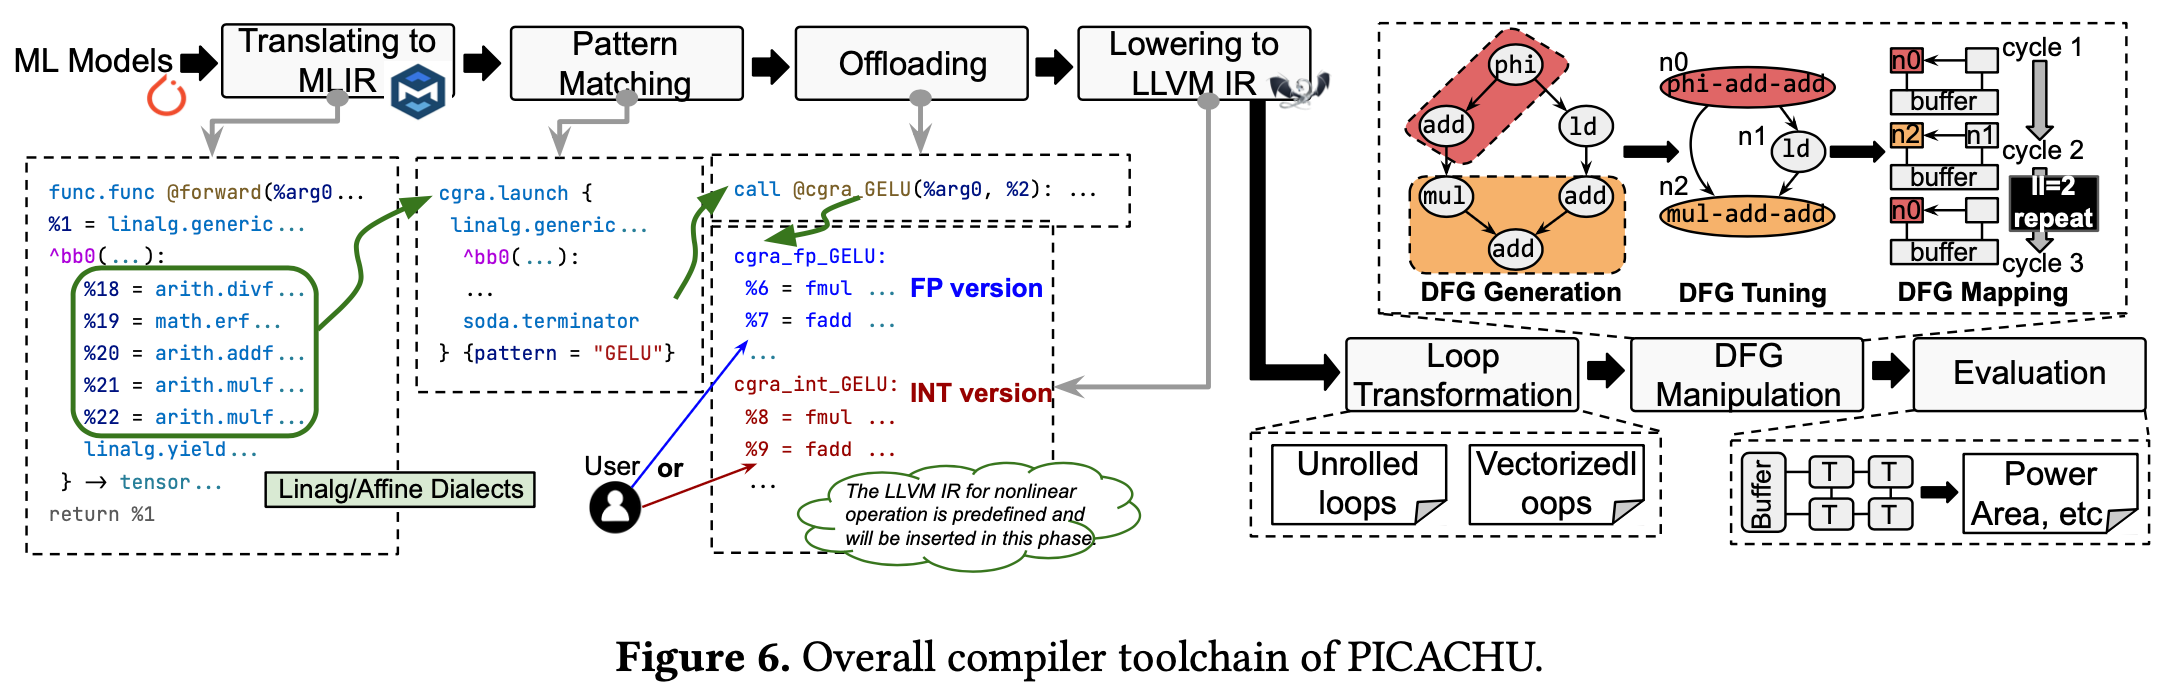 ML Models
Translating to
MLIR
Pattern
Matching
Offloading
Lowering to
LLVM IR
func.func @forward(%arg0...
%1 = linalg.generic...
^bb0(...):
%18 = arith.divf...
%19 = math.erf...
%20 = arith.addf...
%21 = arith.mulf...
%22 = arith.mulf...
linalg.yield...
} → tensor...
return %1
Linalg/Affine Dialects
cgra.launch {
linalg.generic...
^bb0(...):
...
soda.terminator
} {pattern = "GELU"}
call @cgra_GELU(%arg0, %2): ...
cgra_fp_GELU:
%6 = fmul ...
%7 = fadd ...
...
FP version
cgra_int_GELU:
%8 = fmul ...
%9 = fadd ...
...
INT version
User or
The LLVM IR for nonlinear
operation is predefined and
will be inserted in this phase.
phi
add
ld
mul
add
add
DFG Generation
n0
phi-add-add
n1
ld
n2
mul-add-add
DFG Tuning
n0
buffer
cycle 1
n2
n1
buffer
cycle 2
II=2
repeat
n0
buffer
cycle 3
DFG Mapping
Loop
Transformation
DFG
Manipulation
Evaluation
Unrolled
loops
Vectorizedl
oops
Buffer
T
T
T
T
Power
Area, etc
Figure 6. Overall compiler toolchain of PICACHU.